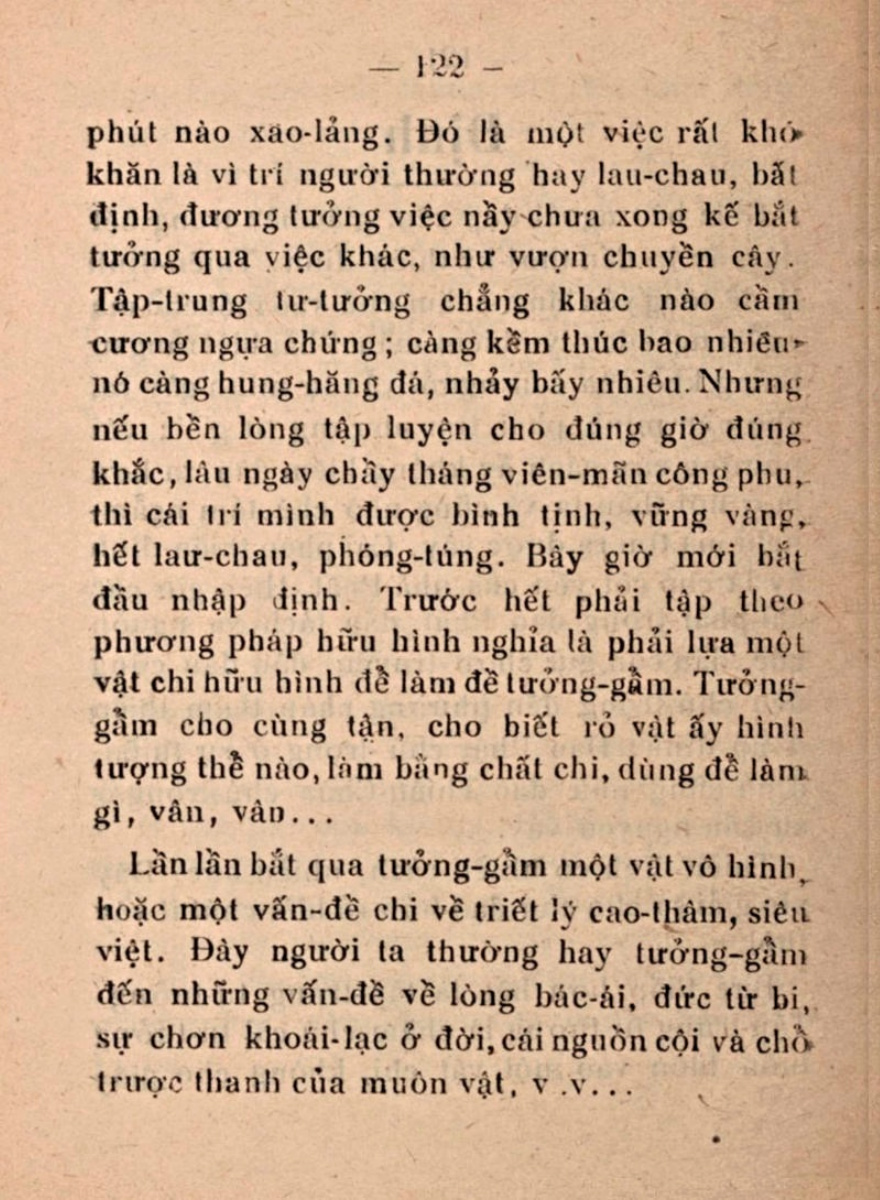 — 122 —
phút nào xao-lảng. Đó là một việc rất khó
khăn là vì trí người thường hay lau-chau, bất
định, đương tưởng việc nầy chưa xong kế bắt
tưởng qua việc khác, như vượn chuyền cây.
Tập-trung tư-tưởng chẳng khác nào cầm
cương ngựa chứng ; càng kềm thúc bao nhiêu
nó càng hung-hăng đá, nhảy bấy nhiêu. Nhưng
nếu bền lòng tập luyện cho đúng giờ đúng
khắc, lâu ngày chầy tháng viên-mãn công phu,
thì cái trí mình được bình tịnh, vững vàng,
hết lau-chau, phóng-túng. Bây giờ mới bắt
đầu nhập định. Trước hết phải tập theo
phương pháp hữu hình nghỉa là phải lựa một
vật chi hữu hình để làm đề tưởng-gầm. Tưởng-
gầm cho cùng tận, cho biết rỏ vật ấy hình
tượng thế nào, làm bằng chất chi, dùng để làm
gì, vân, vân...
Lần lần bắt qua tưởng-gầm một vật vô hình,
hoặc một vấn-đề chi về triết lý cao-thâm, siêu
việt. Đây người ta thường hay tưởng-gầm
đến những vấn-đề về lòng bác-ái, đức từ bi,
sự chơn khoái-lạc ở đời, cái nguồn cội và chỗ
trược thanh của muôn vật, v .v...